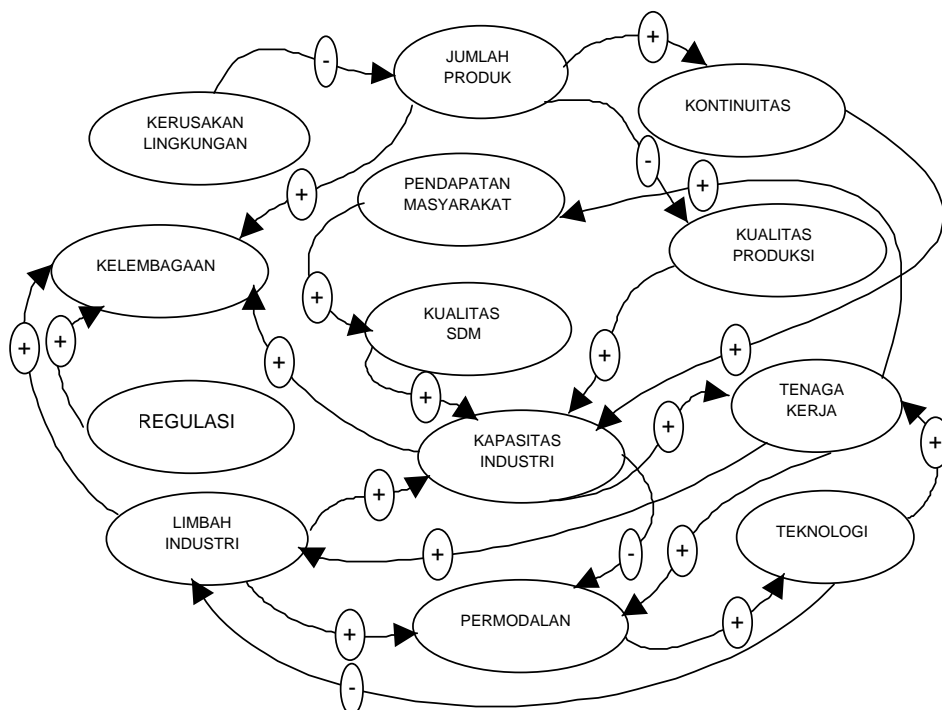 -
JUMLAH
PRODUK
+
KONTINUITAS
KERUSAKAN
LINGKUNGAN
-
+
PENDAPATAN
MASYARAKAT
+
KUALITAS
PRODUKSI
KELEMBAGAAN
+
KUALITAS
SDM
+
+
+
+
+
TENAGA
KERJA
REGULASI
+
KAPASITAS
INDUSTRI
+
+
+
LIMBAH
INDUSTRI
TEKNOLOGI
+
-
+
PERMODALAN
+
+
-